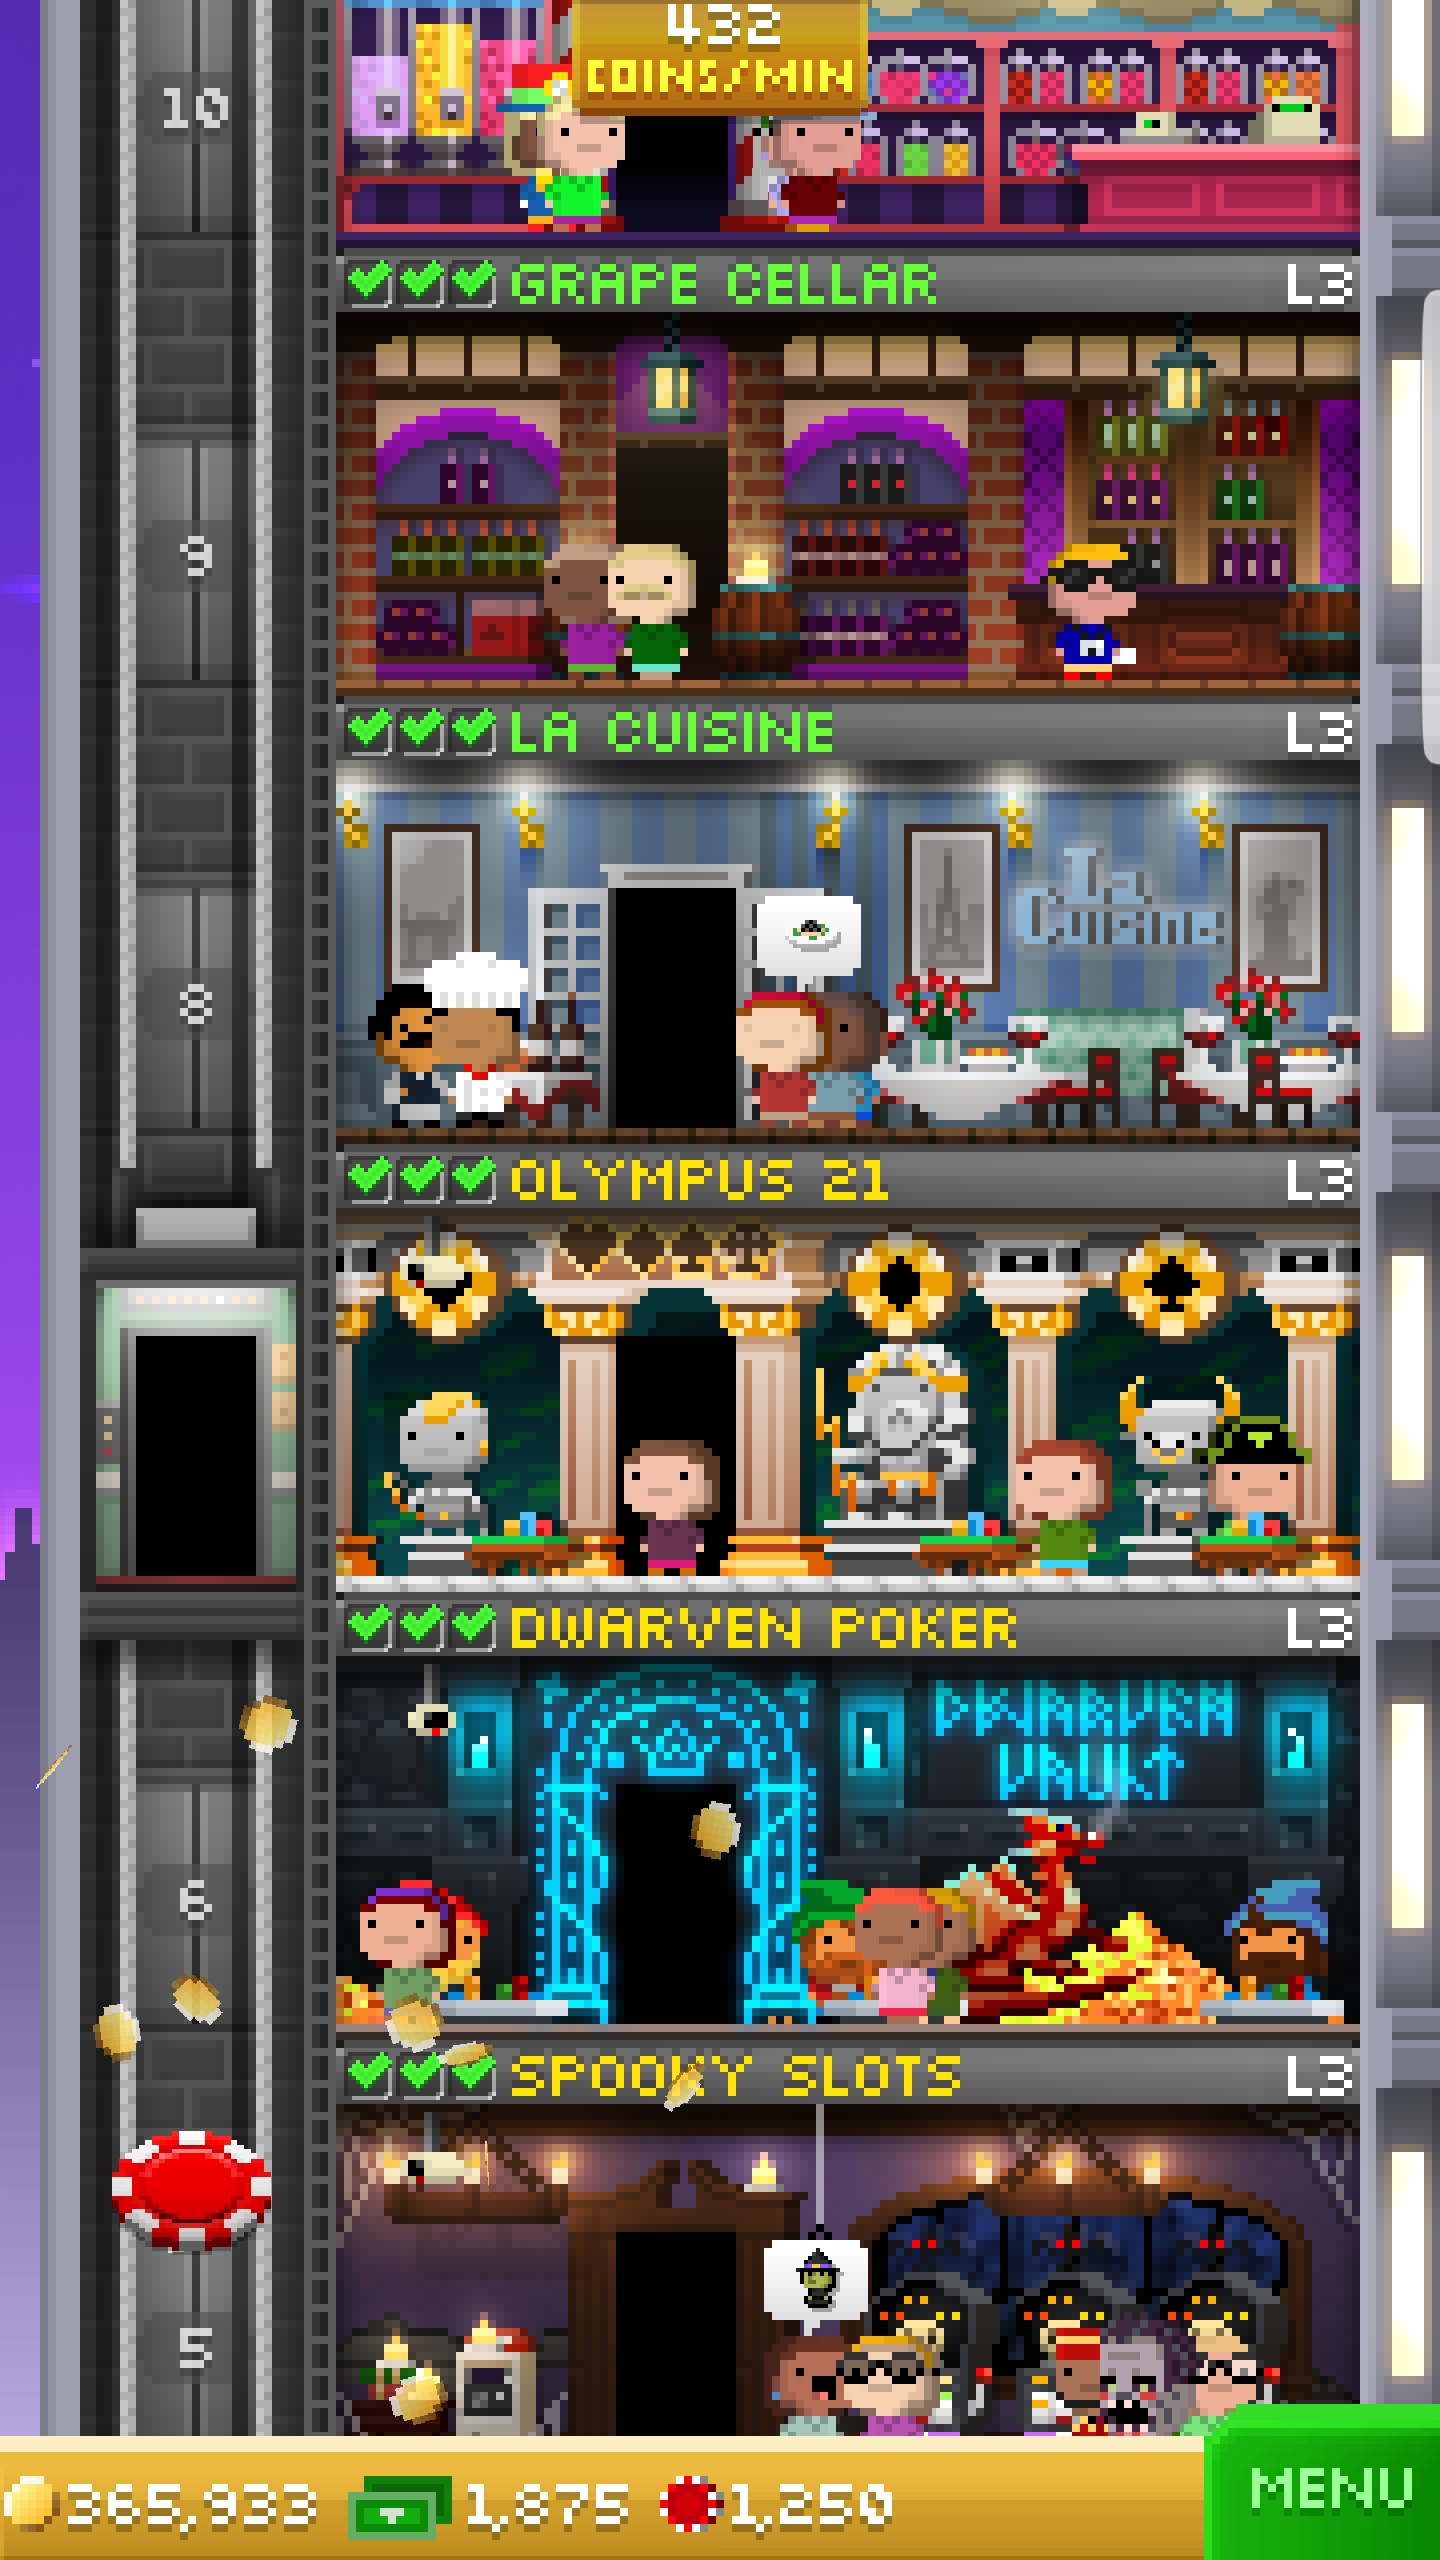 432
COINS/MIN
10
GRAPE CELLAR L3
9
LA CUISINE L3
La
Cuisine
8
OLYMPUS 21 L3
DWARVEN POKER L3
DWARVEN
VAULT
6
SPOOKY SLOTS L3
5
365,933 1,875 1,250
MENU